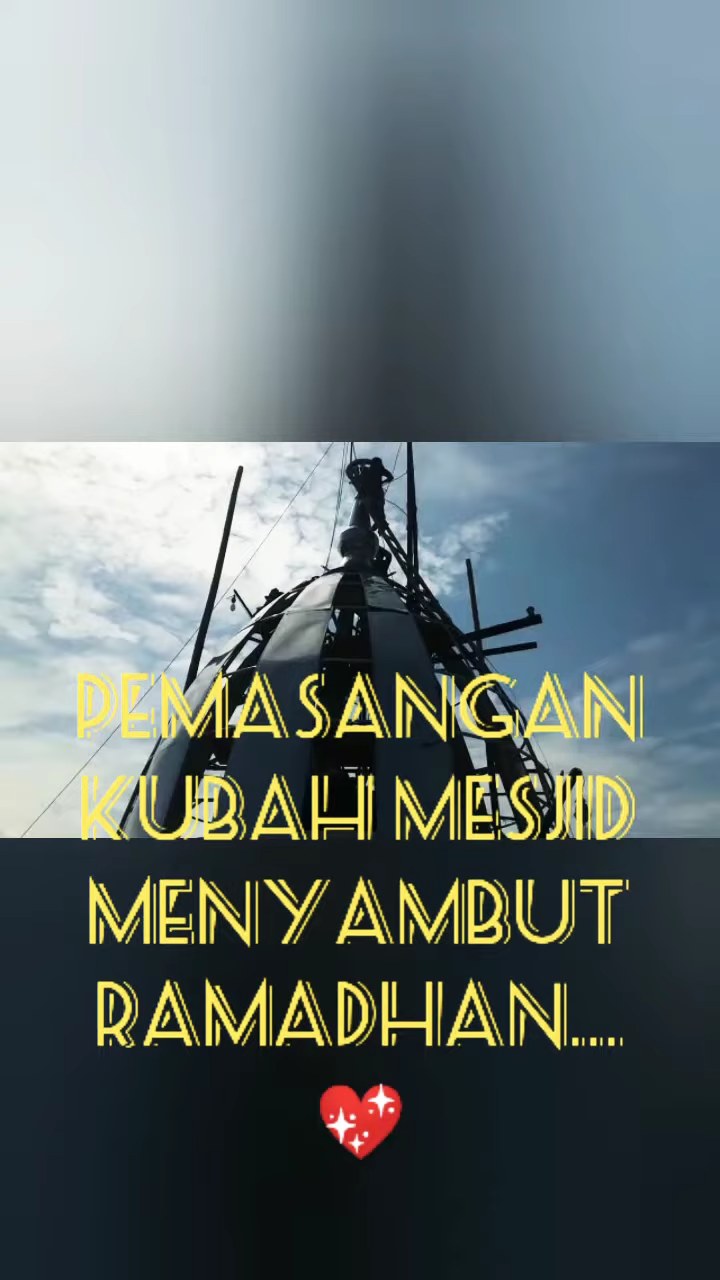 PEMASANGAN
KUBAH MESJID
MENYAMBUT
RAMADHAN.....
💖